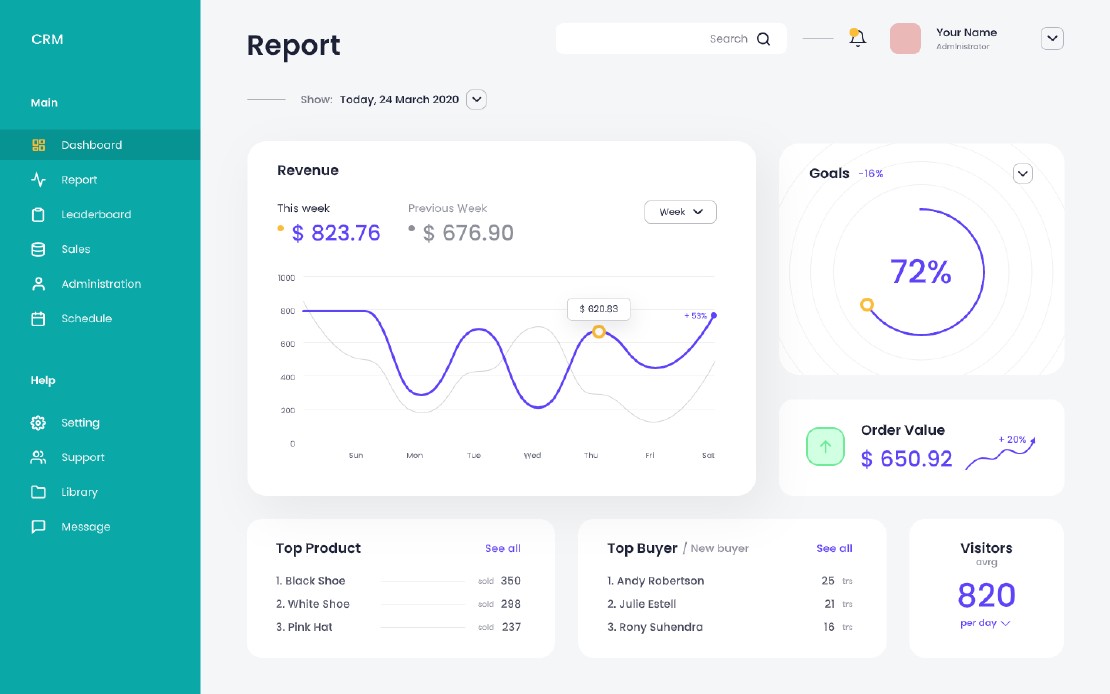 CRM
Main
Dashboard
Report
Leaderboard
Sales
Administration
Schedule
Help
Setting
Support
Library
Message
Report
Search
Your Name
Administrator
Show: Today, 24 March 2020
Revenue
This week
$ 823.76
Previous Week
$ 676.90
Week
1000
800
600
400
200
0
$ 620.83
+ 53%
Sun Mon Tue Wed Thu Fri Sat
Goals -16%
72%
Order Value
$ 650.92
+ 20%
Top Product See all
1. Black Shoe sold 350
2. White Shoe sold 298
3. Pink Hat sold 237
Top Buyer / New buyer See all
1. Andy Robertson 25 trs
2. Julie Estell 21 trs
3. Rony Suhendra 16 trs
Visitors
avrg
820
per day